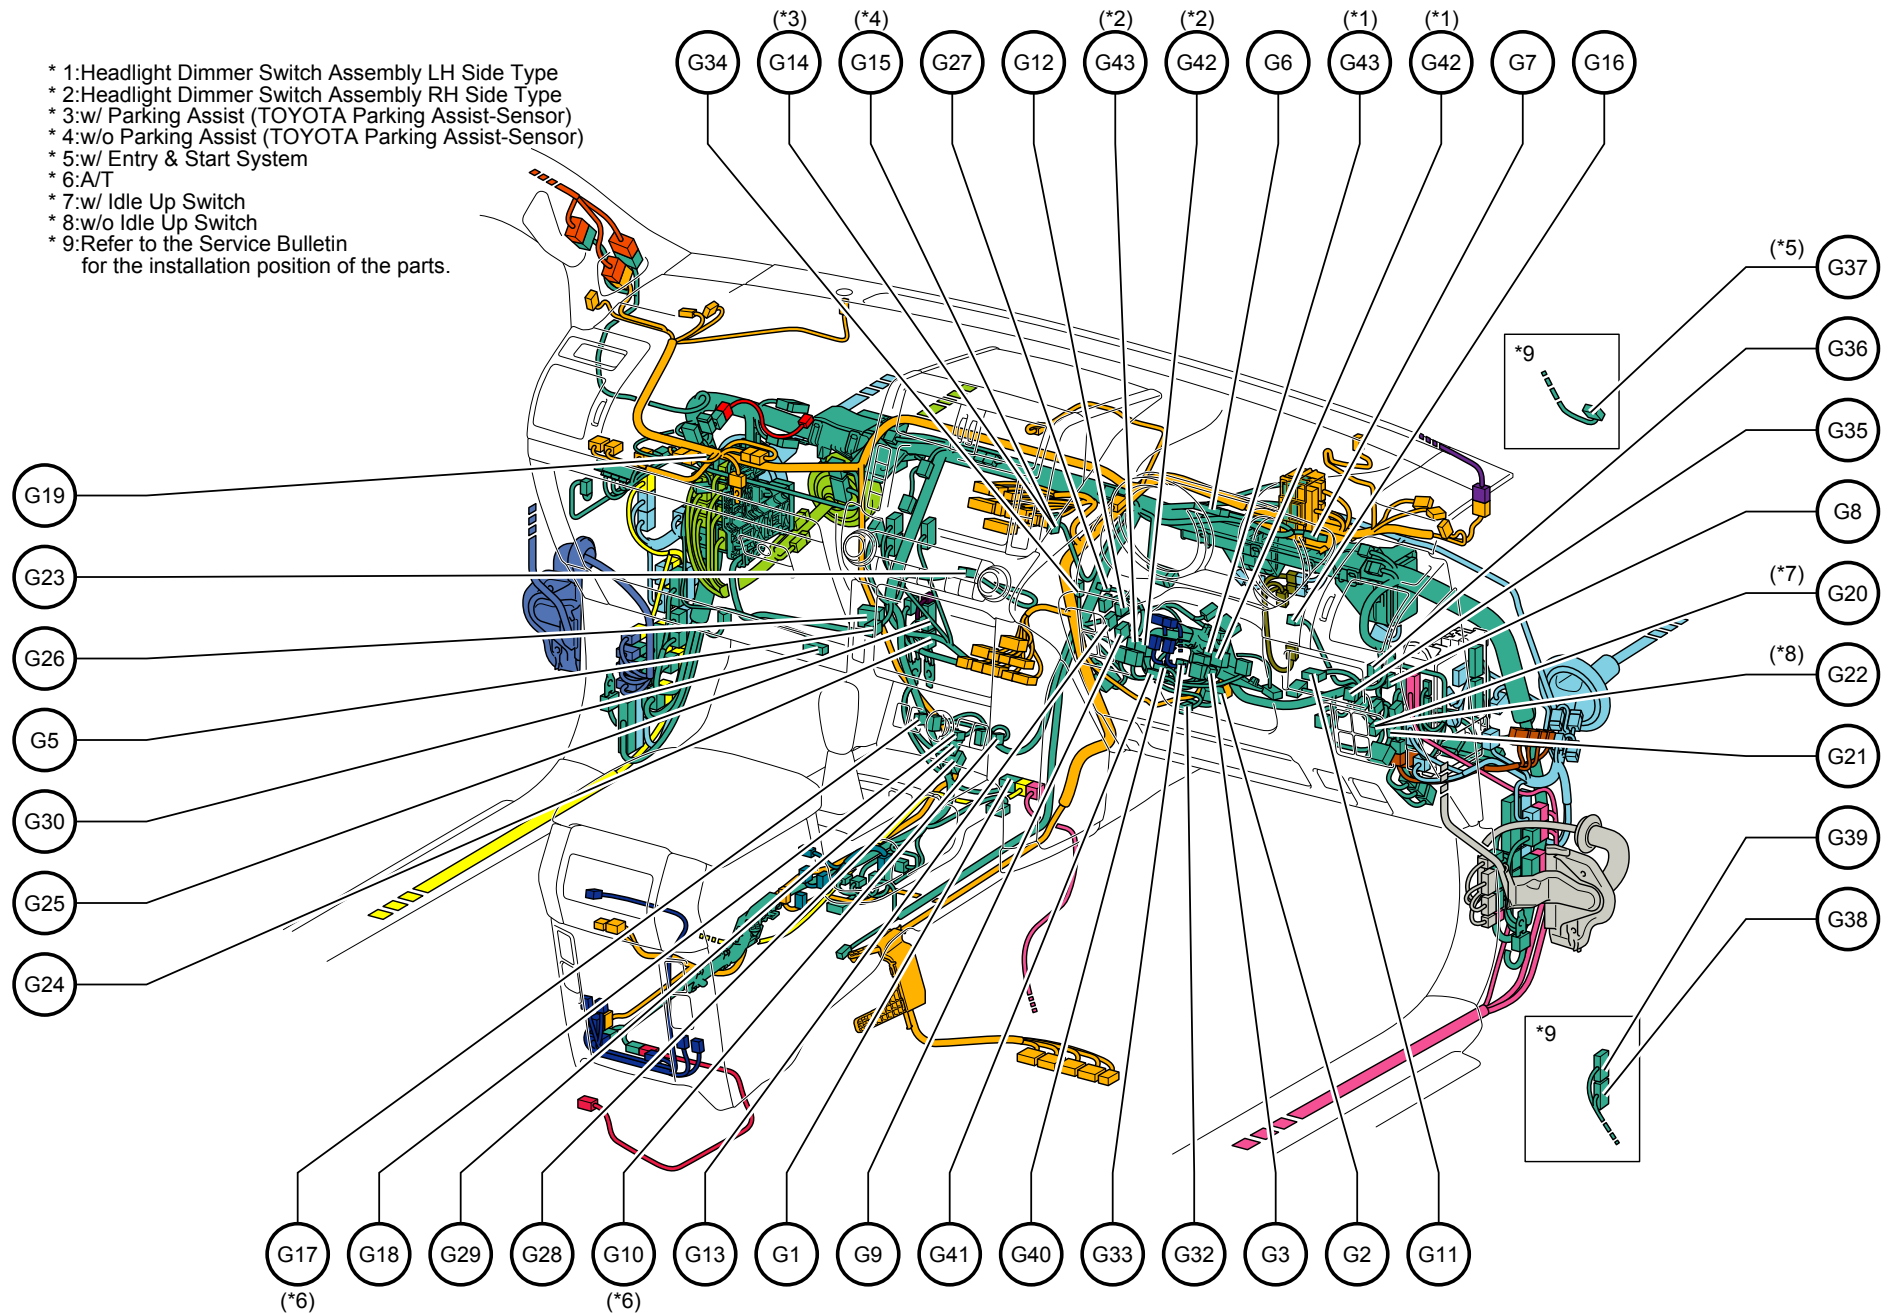 (*3) (*4) (*2) (*2) (*1) (*1)
G34 G14 G15 G27 G12 G43 G42 G6 G43 G42 G7 G16
* 1:Headlight Dimmer Switch Assembly LH Side Type
* 2:Headlight Dimmer Switch Assembly RH Side Type
* 3:w/ Parking Assist (TOYOTA Parking Assist-Sensor)
* 4:w/o Parking Assist (TOYOTA Parking Assist-Sensor)
* 5:w/ Entry & Start System
* 6:A/T
* 7:w/ Idle Up Switch
* 8:w/o Idle Up Switch
* 9:Refer to the Service Bulletin
for the installation position of the parts.
(*5) G37
*9
G36
G35
G8
(*7) G20
(*8) G22
G21
G39
G38
*9
G19
G23
G26
G5
G30
G25
G24
G17 G18 G29 G28 G10 G13 G1 G9 G41 G40 G33 G32 G3 G2 G11
(*6) (*6)